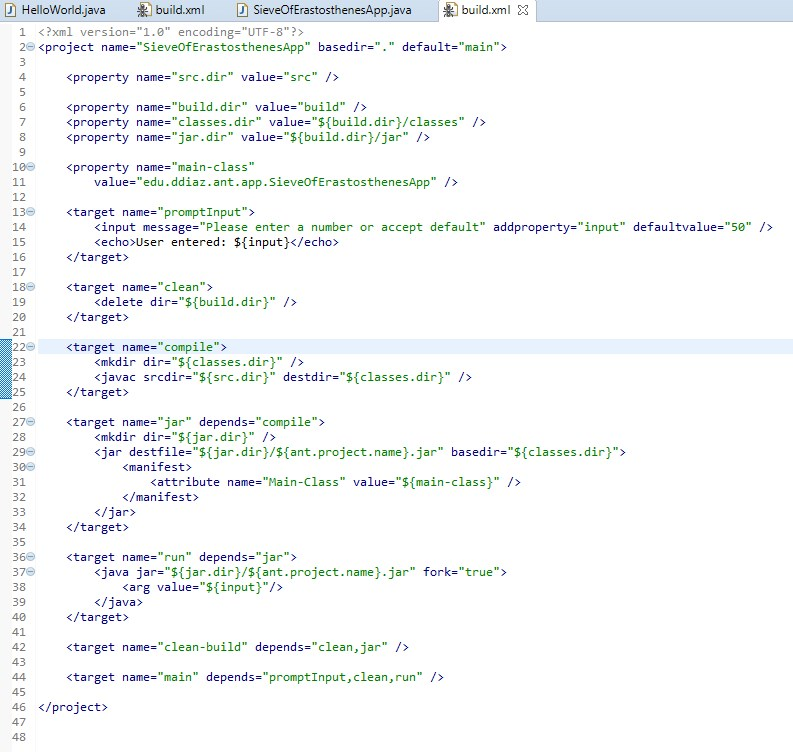 HelloWorld.java build.xml SieveOfErastosthenesApp.java build.xml
1 <?xml version="1.0" encoding="UTF-8"?>
2 <project name="SieveOfErastosthenesApp" basedir="." default="main">
3
4     <property name="src.dir" value="src" />
5
6     <property name="build.dir" value="build" />
7     <property name="classes.dir" value="${build.dir}/classes" />
8     <property name="jar.dir" value="${build.dir}/jar" />
9
10     <property name="main-class"
11         value="edu.ddiaz.ant.app.SieveOfErastosthenesApp" />
12
13     <target name="promptInput">
14         <input message="Please enter a number or accept default" addproperty="input" defaultvalue="50" />
15         <echo>User entered: ${input}</echo>
16     </target>
17
18     <target name="clean">
19         <delete dir="${build.dir}" />
20     </target>
21
22     <target name="compile">
23         <mkdir dir="${classes.dir}" />
24         <javac srcdir="${src.dir}" destdir="${classes.dir}" />
25     </target>
26
27     <target name="jar" depends="compile">
28         <mkdir dir="${jar.dir}" />
29         <jar destfile="${jar.dir}/${ant.project.name}.jar" basedir="${classes.dir}">
30             <manifest>
31                 <attribute name="Main-Class" value="${main-class}" />
32             </manifest>
33         </jar>
34     </target>
35
36     <target name="run" depends="jar">
37         <java jar="${jar.dir}/${ant.project.name}.jar" fork="true">
38             <arg value="${input}"/>
39         </java>
40     </target>
41
42     <target name="clean-build" depends="clean,jar" />
43
44     <target name="main" depends="promptInput,clean,run" />
45
46 </project>
47
48